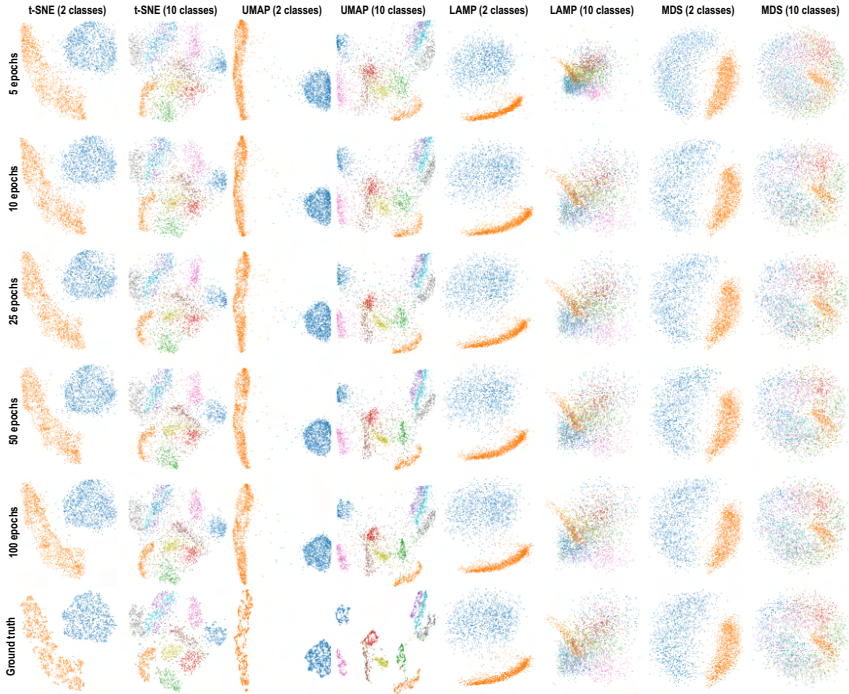 t-SNE (2 classes) t-SNE (10 classes) UMAP (2 classes) UMAP (10 classes) LAMP (2 classes) LAMP (10 classes) MDS (2 classes) MDS (10 classes)
5 epochs
10 epochs
25 epochs
50 epochs
100 epochs
Ground truth